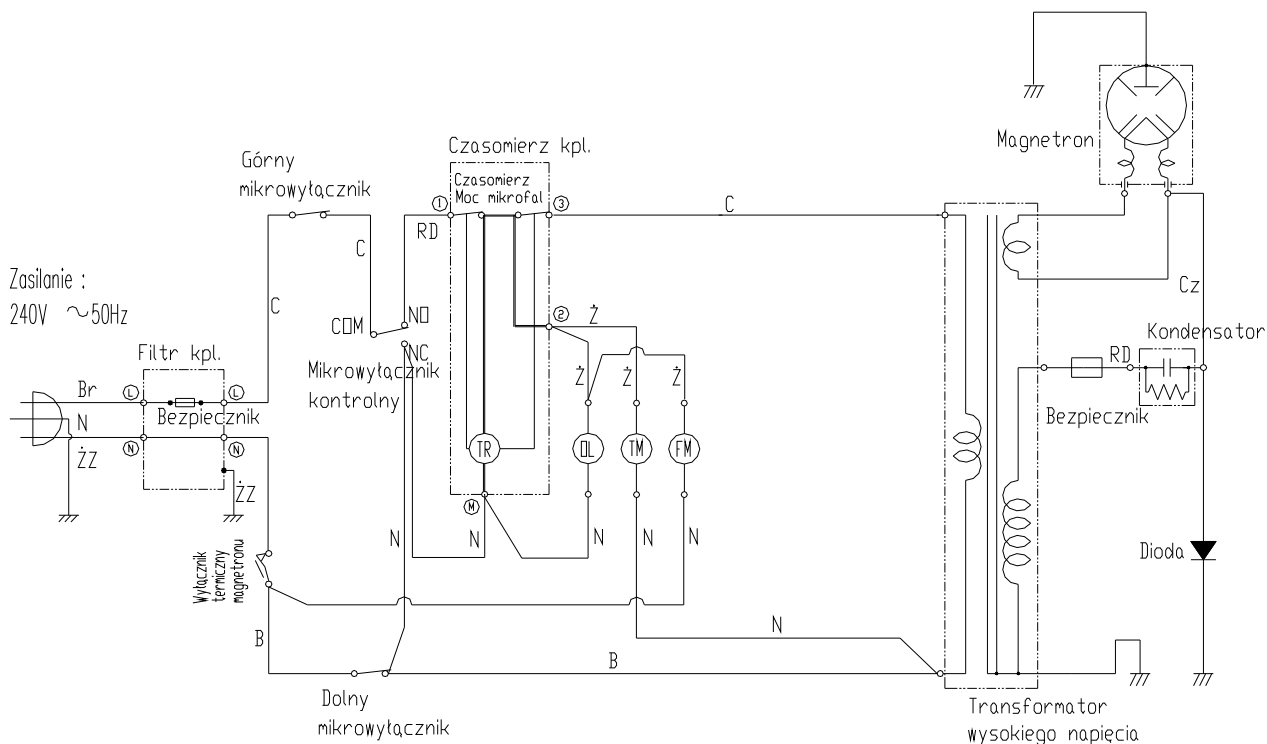 Magnetron
Czasomierz kpl.
Górny
mikrowyłącznik
Czasomierz
Moc mikrofal
1
3
C
RD
C
Zasilanie :
240V ~50Hz
C
Cz
COM
NO
2
Ż
Kondensator
Filtr kpl.
NC
RD
Mikrowyłącznik
kontrolny
Ż
Ż
Ż
Br
L
L
Bezpiecznik
Bezpiecznik
N
N
N
ŻZ
TR
OL
TM
FM
ŻZ
M
N
N
N
N
N
Dioda
Wyłącznik
termiczny
magnetronu
B
N
B
Dolny
mikrowyłącznik
Transformator
wysokiego napięcia